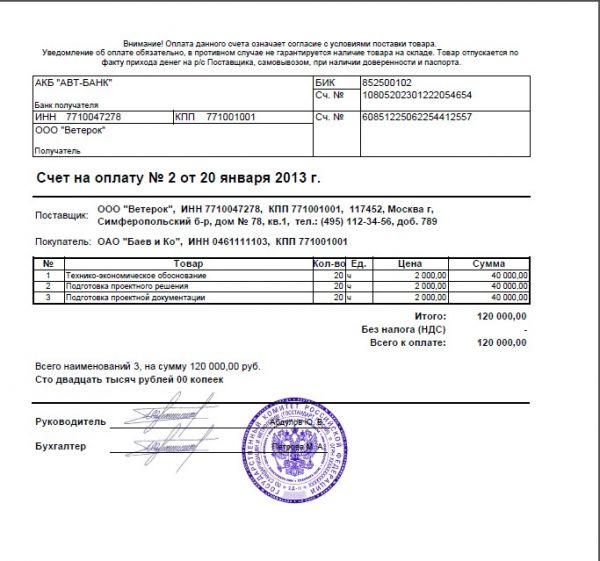 Внимание! Оплата данного счета означает согласие с условиями поставки товара.
Уведомление об оплате обязательно, в противном случае не гарантируется наличие товара на складе. Товар отпускается по
факту прихода денег на р/с Поставщика, самовывозом, при наличии доверенности и паспорта.
АКБ "АВТ-БАНК"
БИК 852500102
Сч. № 10805202301222054654
Банк получателя
ИНН 7710047278 КПП 771001001 Сч. № 60851225062254412557
ООО "Ветерок"
Получатель
Счет на оплату № 2 от 20 января 2013 г.
Поставщик: ООО "Ветерок", ИНН 7710047278, КПП 771001001, 117452, Москва г,
Симферопольский б-р, дом № 78, кв.1, тел.: (495) 112-34-56, доб. 789
Покупатель: ОАО "Баев и Ко", ИНН 0461111103, КПП 771001001
№ Товар Кол-во Ед. Цена Сумма
1 Технико-экономическое обоснование 20 ч 2 000,00 40 000,00
2 Подготовка проектного решения 20 ч 2 000,00 40 000,00
3 Подготовка проектной документации 20 ч 2 000,00 40 000,00
Итого: 120 000,00
Без налога (НДС) -
Всего к оплате: 120 000,00
Всего наименований 3, на сумму 120 000,00 руб.
Сто двадцать тысяч рублей 00 копеек
Руководитель Абдулов Ю. В.
Бухгалтер Петрова М. А.
ГОСУДАРСТВЕННЫЙ КОМИТЕТ РОССИЙСКОЙ ФЕДЕРАЦИИ